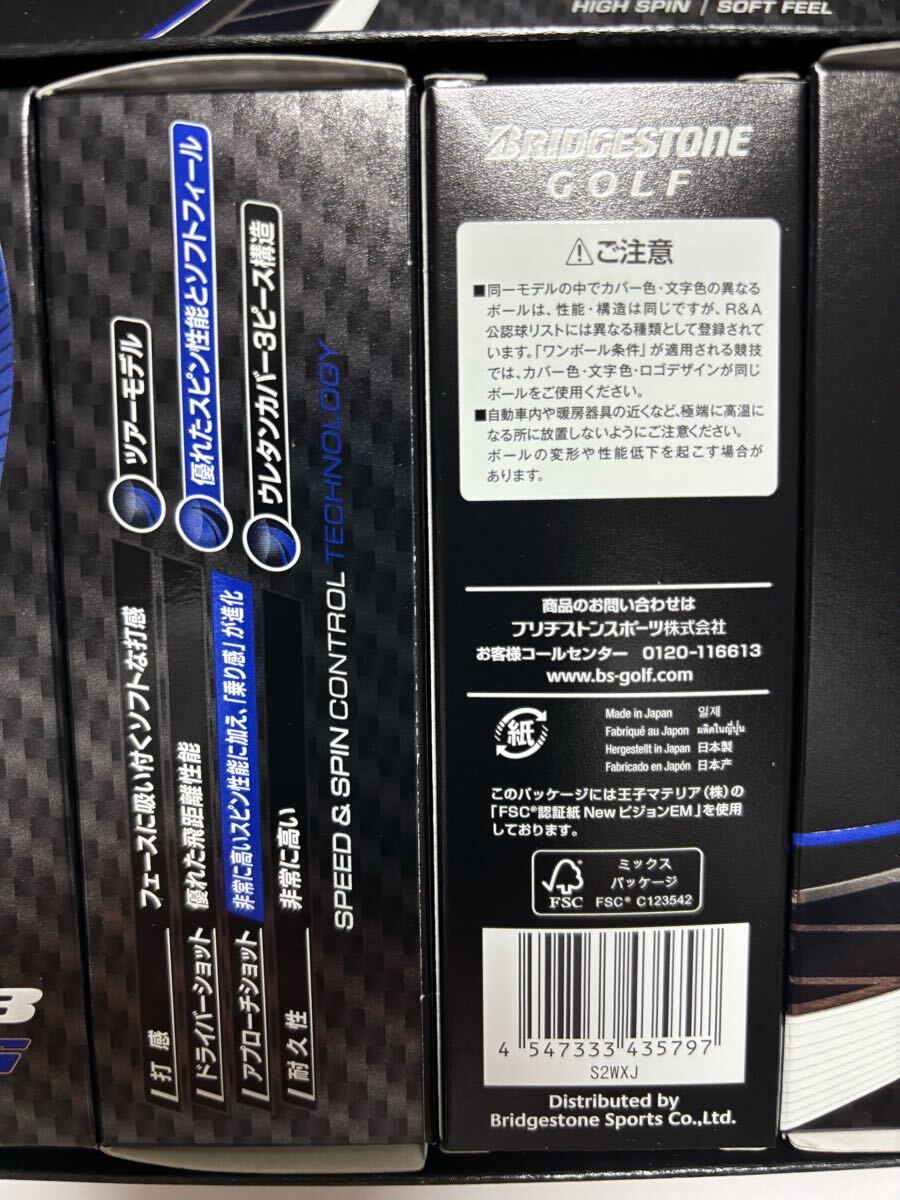 HIGH SPIN | SOFT FEEL
ツアーモデル
優れたスピン性能とソフトフィール
ウレタンカバー3ピース構造
SPEED & SPIN CONTROL TECHNOLOGY
打感 フェースに吸い付くソフトな打感
ドライバーショット 優れた飛距離性能
アプローチショット 非常に高いスピン性能に加え、「乗り感」が進化
耐久性 非常に高い
BRIDGESTONE
GOLF
⚠ご注意
■同一モデルの中でカバー色・文字色の異なる
ボールは、性能・構造は同じですが、R&A
公認球リストには異なる種類として登録されて
います。「ワンボール条件」が適用される競技
では、カバー色・文字色・ロゴデザインが同じ
ボールをご使用ください。
■自動車内や暖房器具の近くなど、極端に高温に
なる所に放置しないようにご注意ください。
ボールの変形や性能低下を起こす場合が
あります。
商品のお問い合わせは
ブリヂストンスポーツ株式会社
お客様コールセンター 0120-116613
www.bs-golf.com
紙
Made in Japan 일제
Fabriqué au Japon ผลิตในญี่ปุ่น
Hergestellt in Japan 日本製
Fabricado en Japón 日本产
このパッケージには王子マテリア(株)の
「FSC®認証紙 New ビジョンEM」を使用
しております。
FSC
ミックス
パッケージ
FSC® C123542
4 547333 435797
S2WXJ
Distributed by
Bridgestone Sports Co.,Ltd.